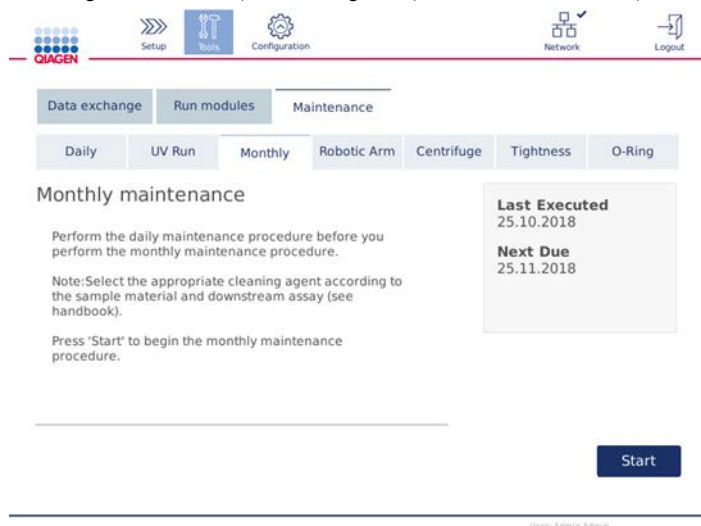 QIAGEN
Setup
Tools
Configuration
Network
Logout
Data exchange Run modules Maintenance
Daily UV Run Monthly Robotic Arm Centrifuge Tightness O-Ring
Monthly maintenance
Perform the daily maintenance procedure before you
perform the monthly maintenance procedure.
Note:Select the appropriate cleaning agent according to
the sample material and downstream assay (see
handbook).
Press 'Start' to begin the monthly maintenance
procedure.
Last Executed
25.10.2018
Next Due
25.11.2018
Start